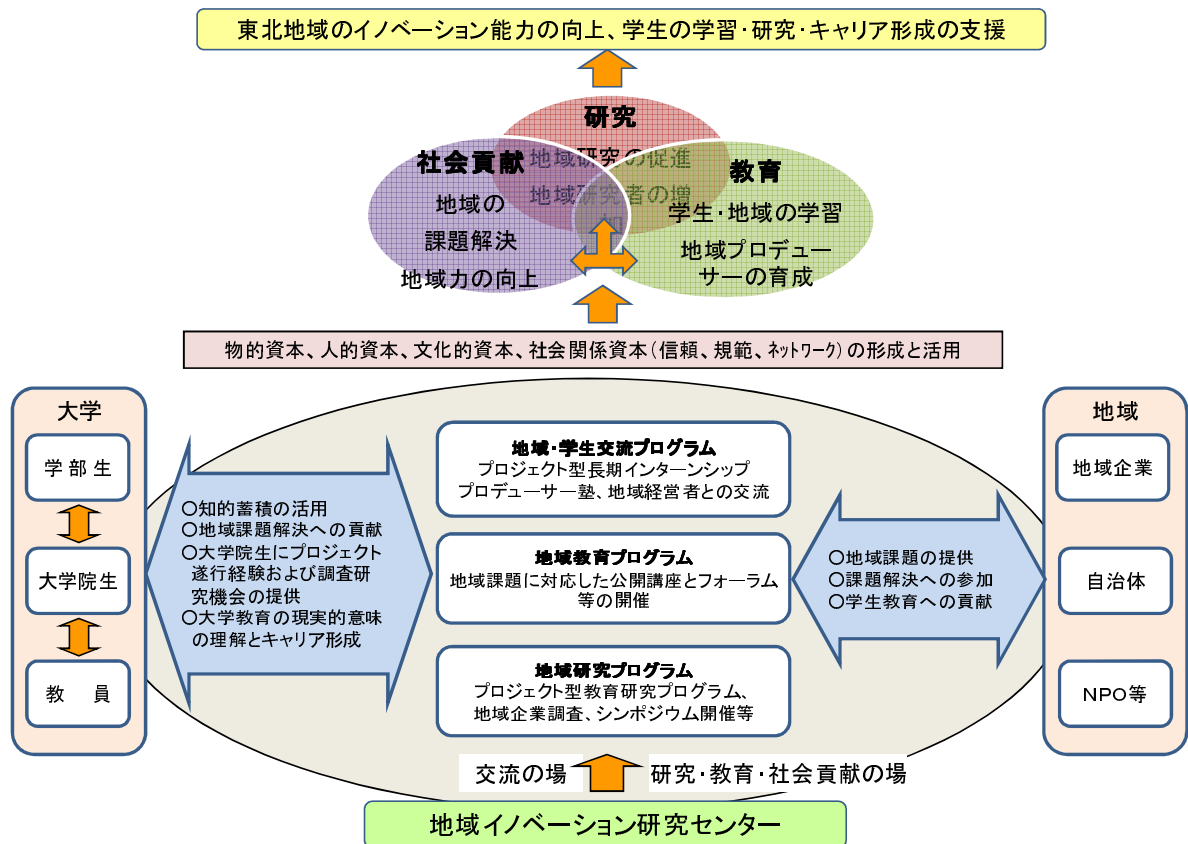 東北地域のイノベーション能力の向上、学生の学習・研究・キャリア形成の支援
研究
地域研究の促進
地域研究者の増
加
社会貢献
地域の
課題解決
地域力の向上
教育
学生・地域の学習
地域プロデュー
サーの育成
物的資本、人的資本、文化的資本、社会関係資本（信頼、規範、ネットワーク）の形成と活用
大学
学部生
大学院生
教　員
○知的蓄積の活用
○地域課題解決への貢献
○大学院生にプロジェクト
遂行経験および調査研
究機会の提供
○大学教育の現実的意味
の理解とキャリア形成
地域・学生交流プログラム
プロジェクト型長期インターンシップ
プロデューサー塾、地域経営者との交流
地域教育プログラム
地域課題に対応した公開講座とフォーラム
等の開催
地域研究プログラム
プロジェクト型教育研究プログラム、
地域企業調査、シンポジウム開催等
○地域課題の提供
○課題解決への参加
○学生教育への貢献
地域
地域企業
自治体
NPO等
交流の場
研究・教育・社会貢献の場
地域イノベーション研究センター